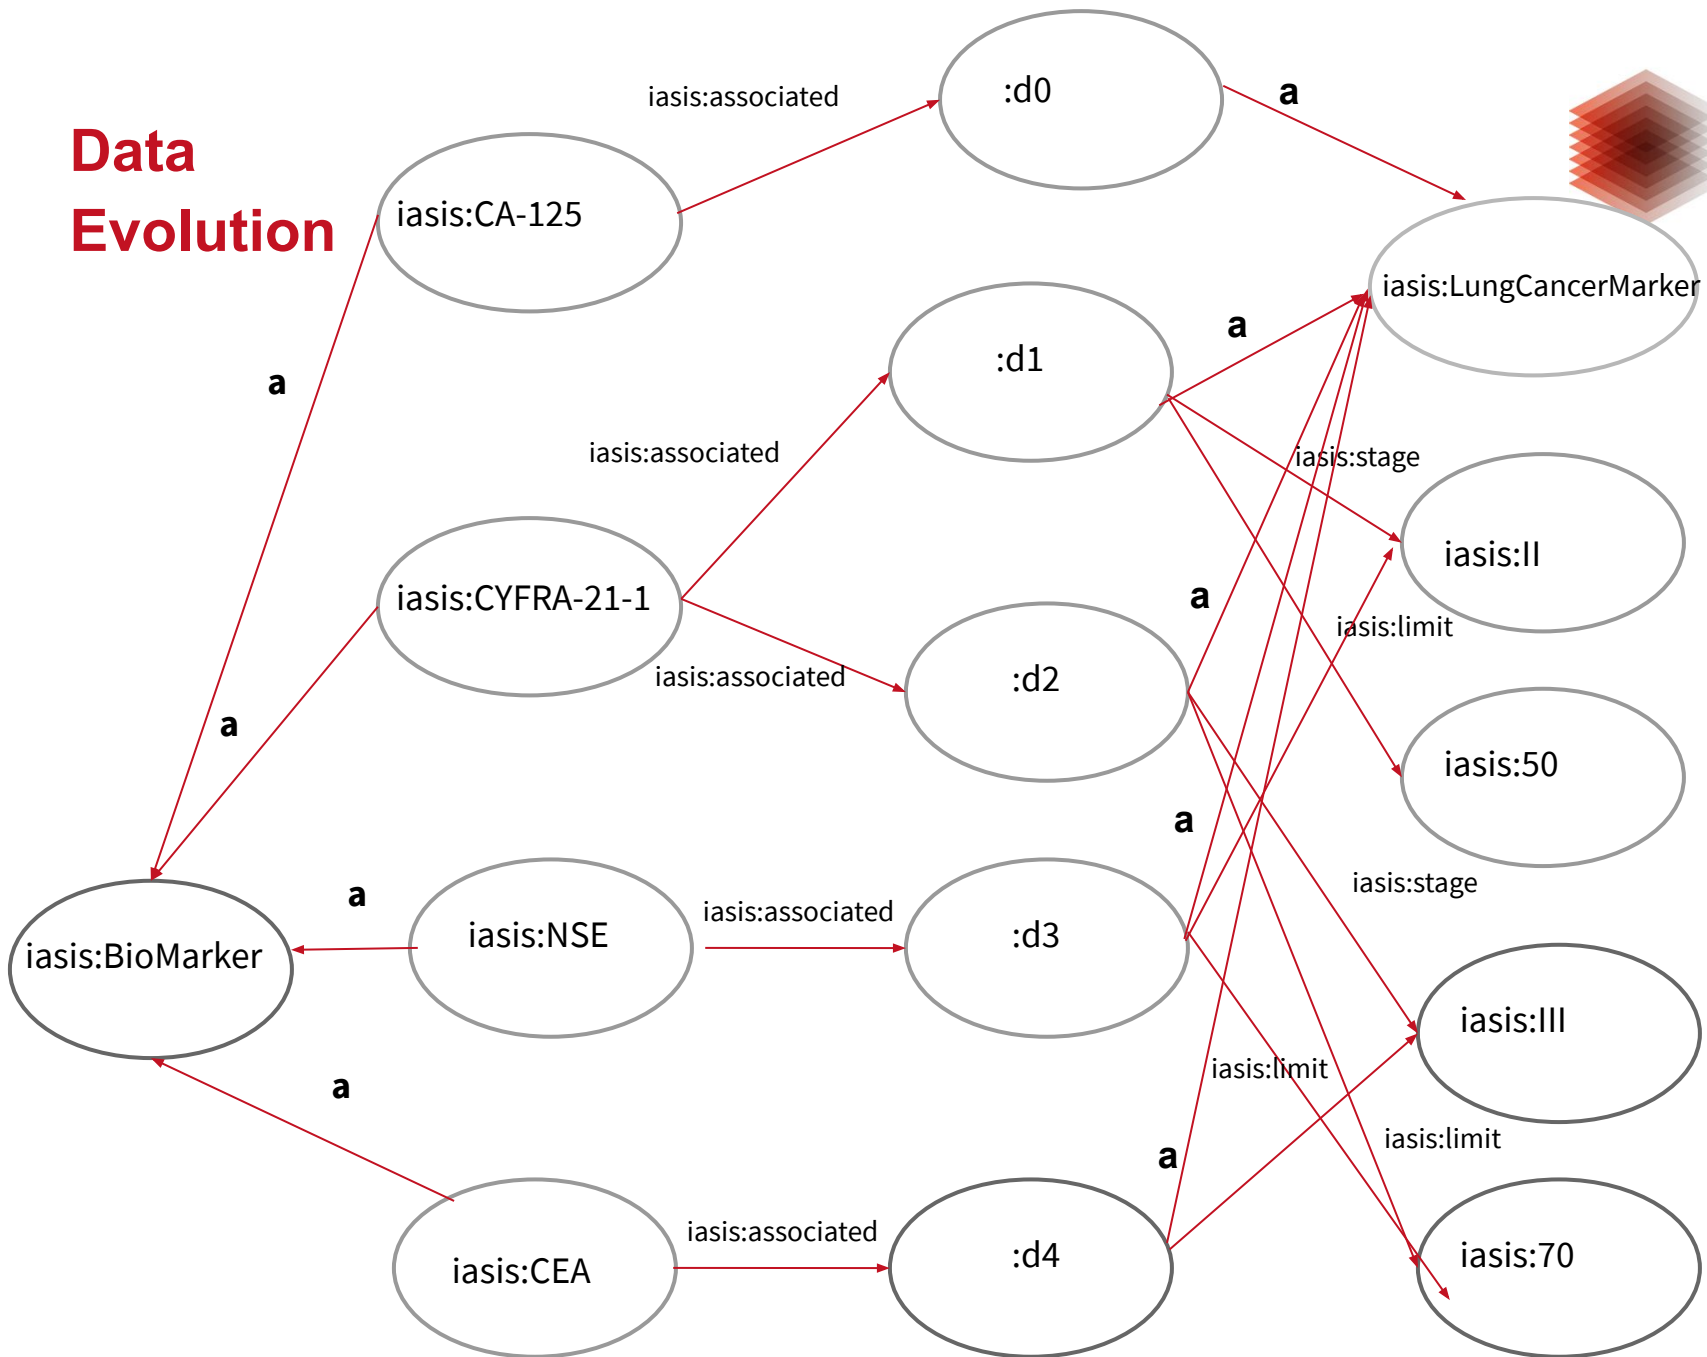 Data
Evolution
iasis:associated
:d0
a
iasis:CA-125
iasis:LungCancerMarker
a
:d1
a
iasis:associated
iasis:stage
iasis:II
iasis:CYFRA-21-1
a
iasis:limit
iasis:associated
:d2
a
iasis:50
a
iasis:stage
a
iasis:associated
iasis:NSE
:d3
iasis:BioMarker
iasis:III
iasis:limit
a
iasis:limit
a
iasis:associated
iasis:CEA
:d4
iasis:70